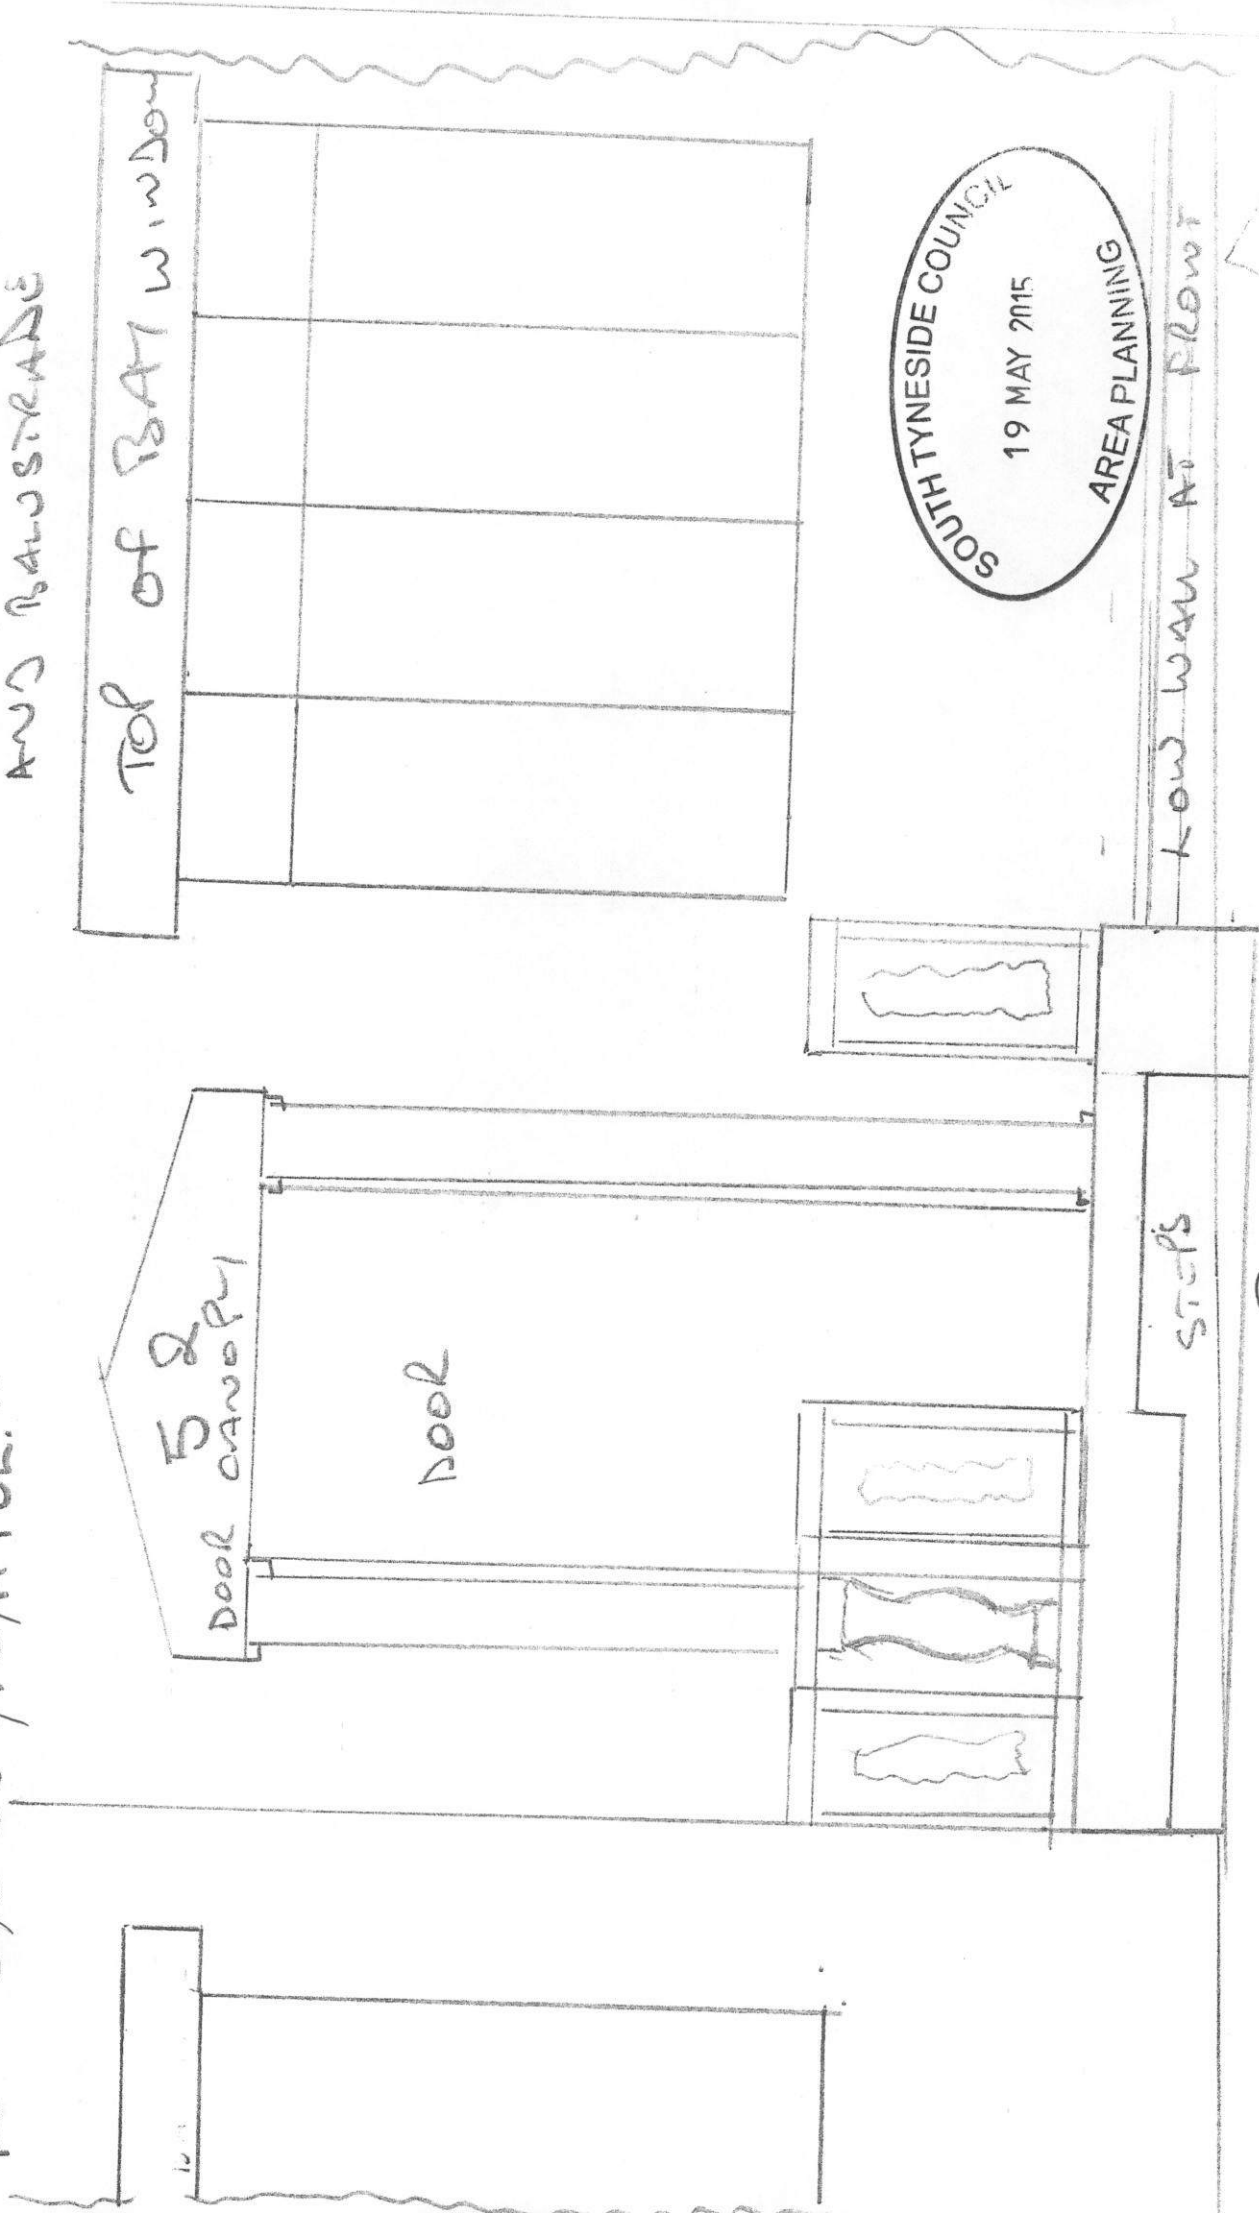 AND BALUSTRADE
TOP OF BAY WINDOW
52
DOOR CANOPY
DOOR
SOUTH TYNESIDE COUNCIL
19 MAY 2015
AREA PLANNING
LOW WALL AT FRONT
STEPS